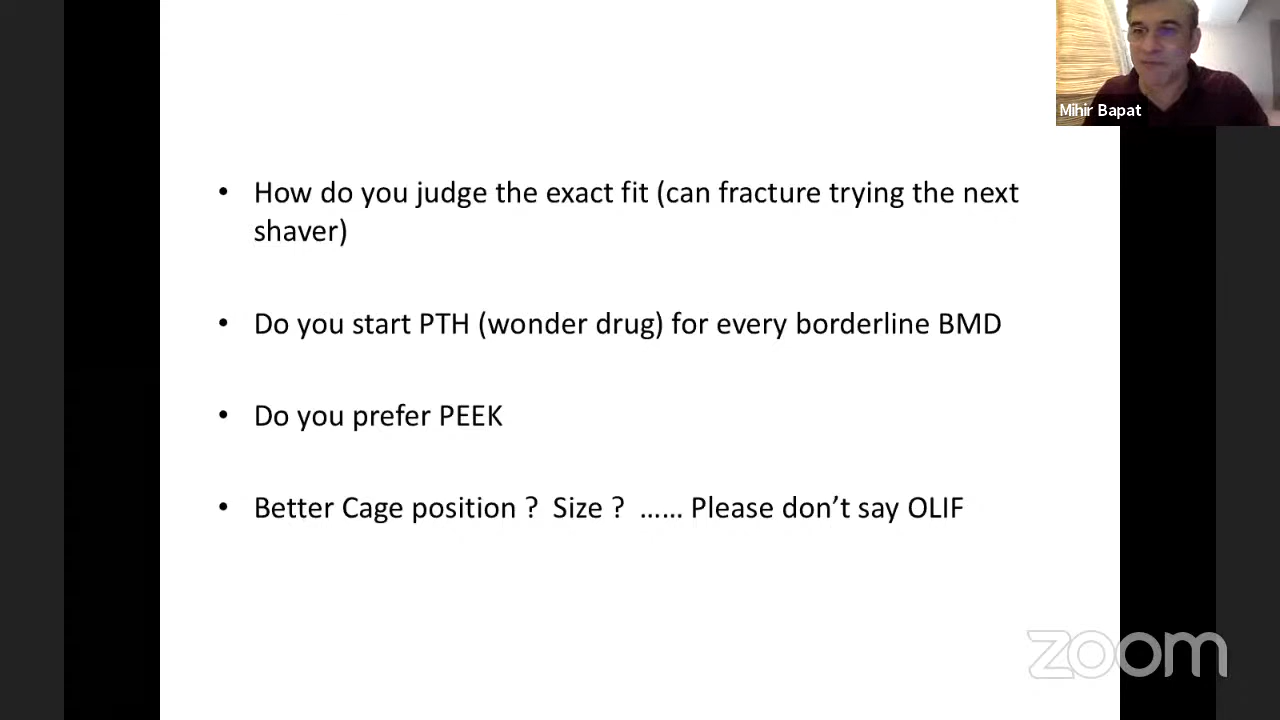 Mihir Bapat
• How do you judge the exact fit (can fracture trying the next
shaver)
• Do you start PTH (wonder drug) for every borderline BMD
• Do you prefer PEEK
• Better Cage position ?  Size ?  …… Please don’t say OLIF
zoom